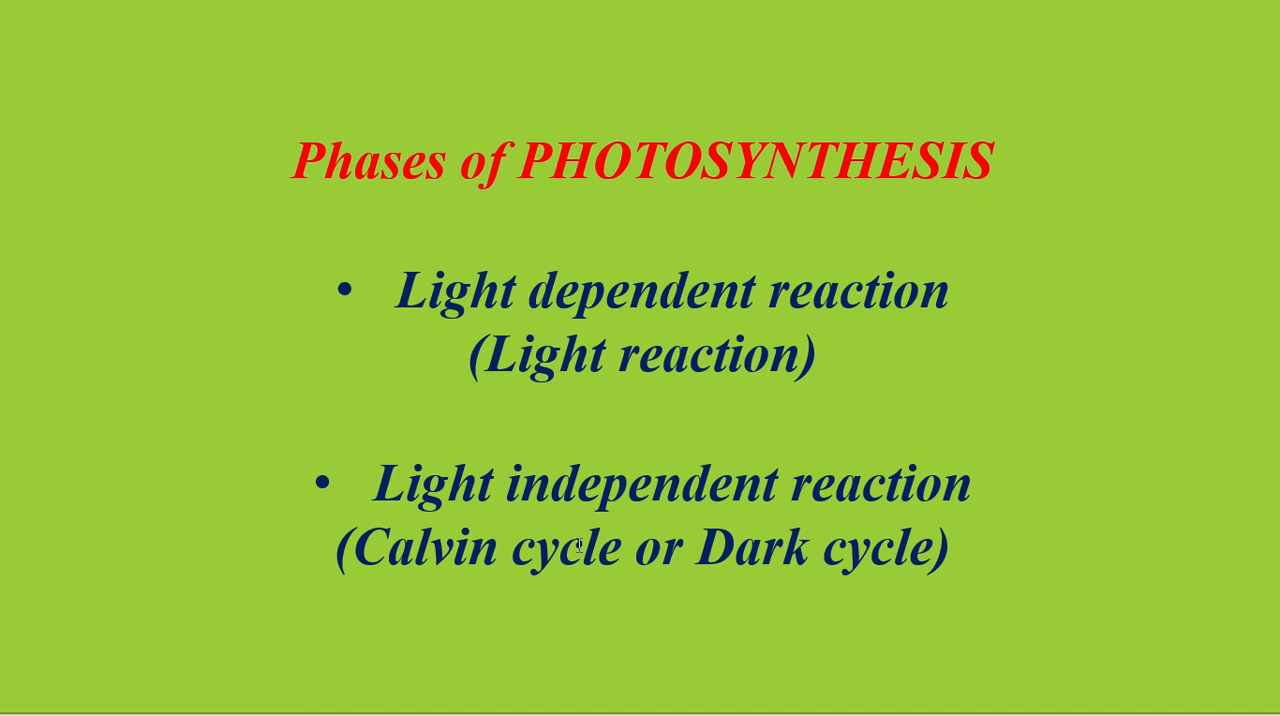 Phases of PHOTOSYNTHESIS
• Light dependent reaction
(Light reaction)
• Light independent reaction
(Calvin cycle or Dark cycle)